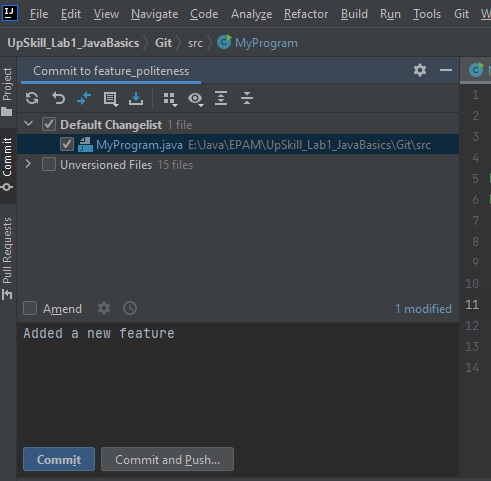 IJ File Edit View Navigate Code Analyze Refactor Build Run Tools Git W
UpSkill_Lab1_JavaBasics Git src MyProgram
Project
Commit
Pull Requests
Commit to feature_politeness
Default Changelist 1 file
MyProgram.java E:\Java\EPAM\UpSkill_Lab1_JavaBasics\Git\src
Unversioned Files 15 files
Amend 1 modified
Added a new feature
Commit Commit and Push...
1
2
3
4
5
6
7
8
9
10
11
12
13
14